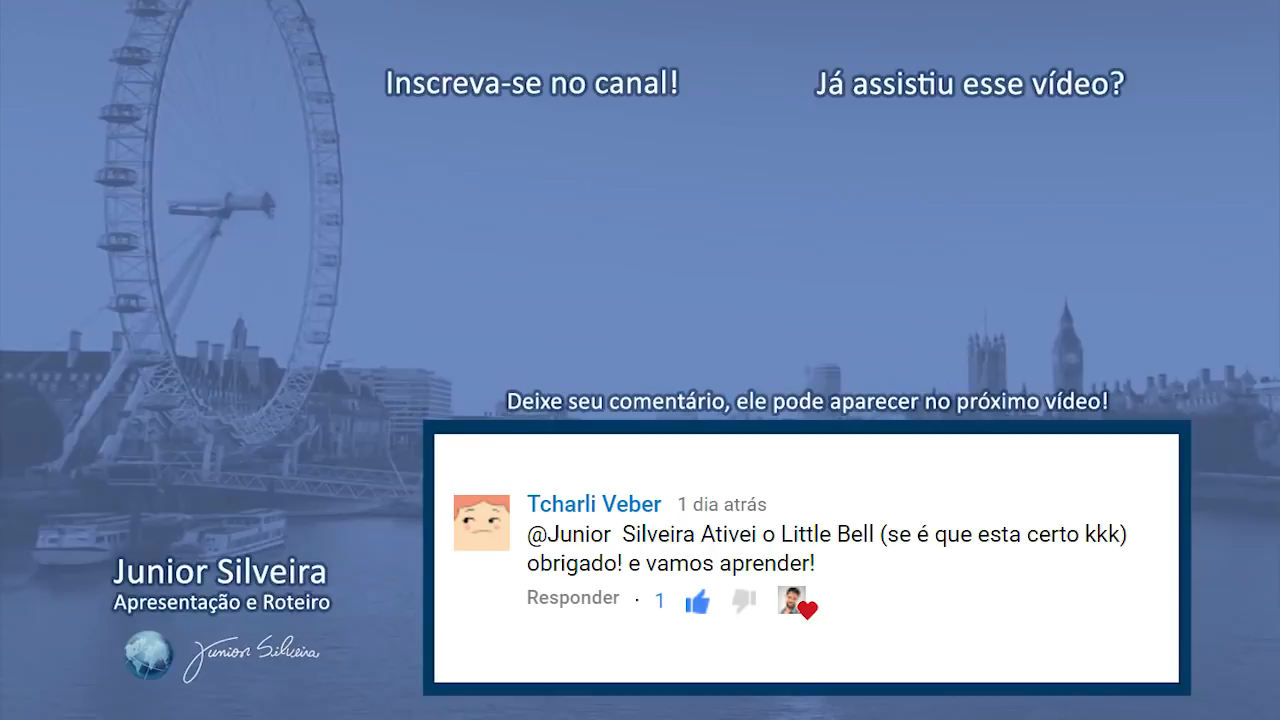 Inscreva-se no canal!
Já assistiu esse vídeo?
Deixe seu comentário, ele pode aparecer no próximo vídeo!
Tcharli Veber 1 dia atrás
@Junior Silveira Ativei o Little Bell (se é que esta certo kkk)
obrigado! e vamos aprender!
Responder · 1
Junior Silveira
Apresentação e Roteiro
Junior Silveira